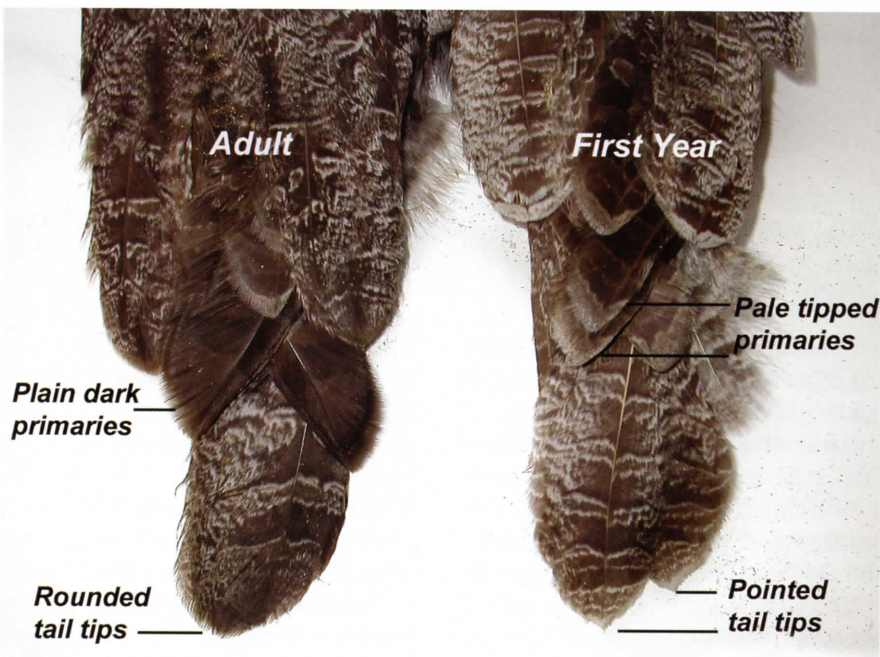 Adult
First Year
Pale tipped
primaries
Plain dark
primaries
Rounded
tail tips
Pointed
tail tips